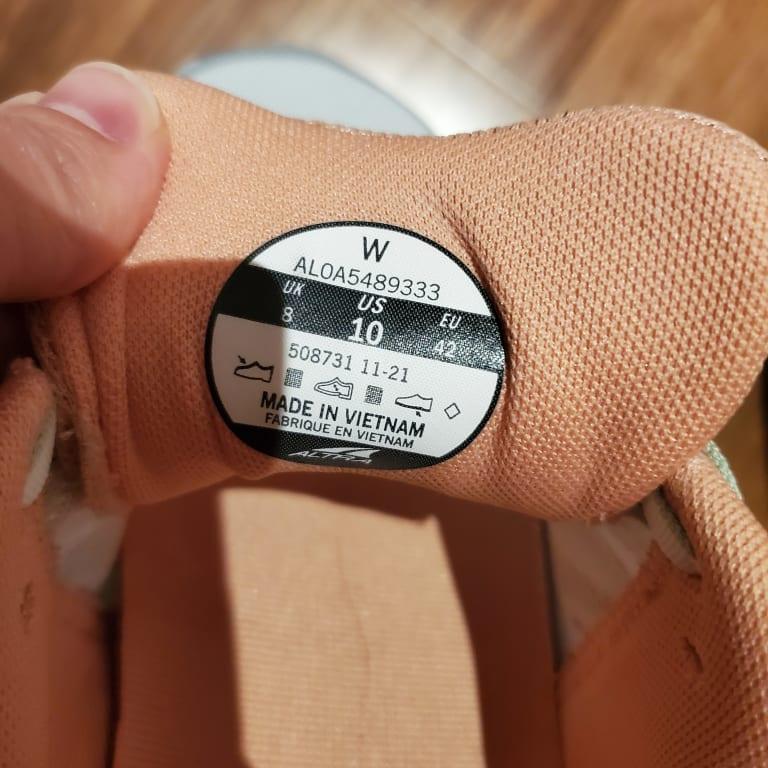 W
AL0A5489333
UK US EU
8 10 42
508731 11-21
MADE IN VIETNAM
FABRIQUE EN VIETNAM
ALTRA